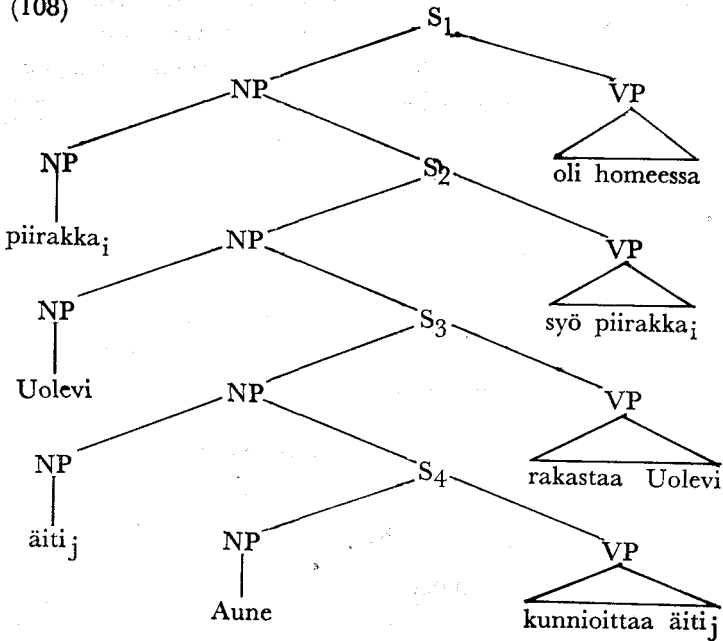 (108)
S1
NP VP
NP S2 oli homeessa
piirakkai NP VP
NP S3 syö piirakkai
Uolevi NP VP
NP S4 rakastaa Uolevi
äitij NP VP
Aune kunnioittaa äitij